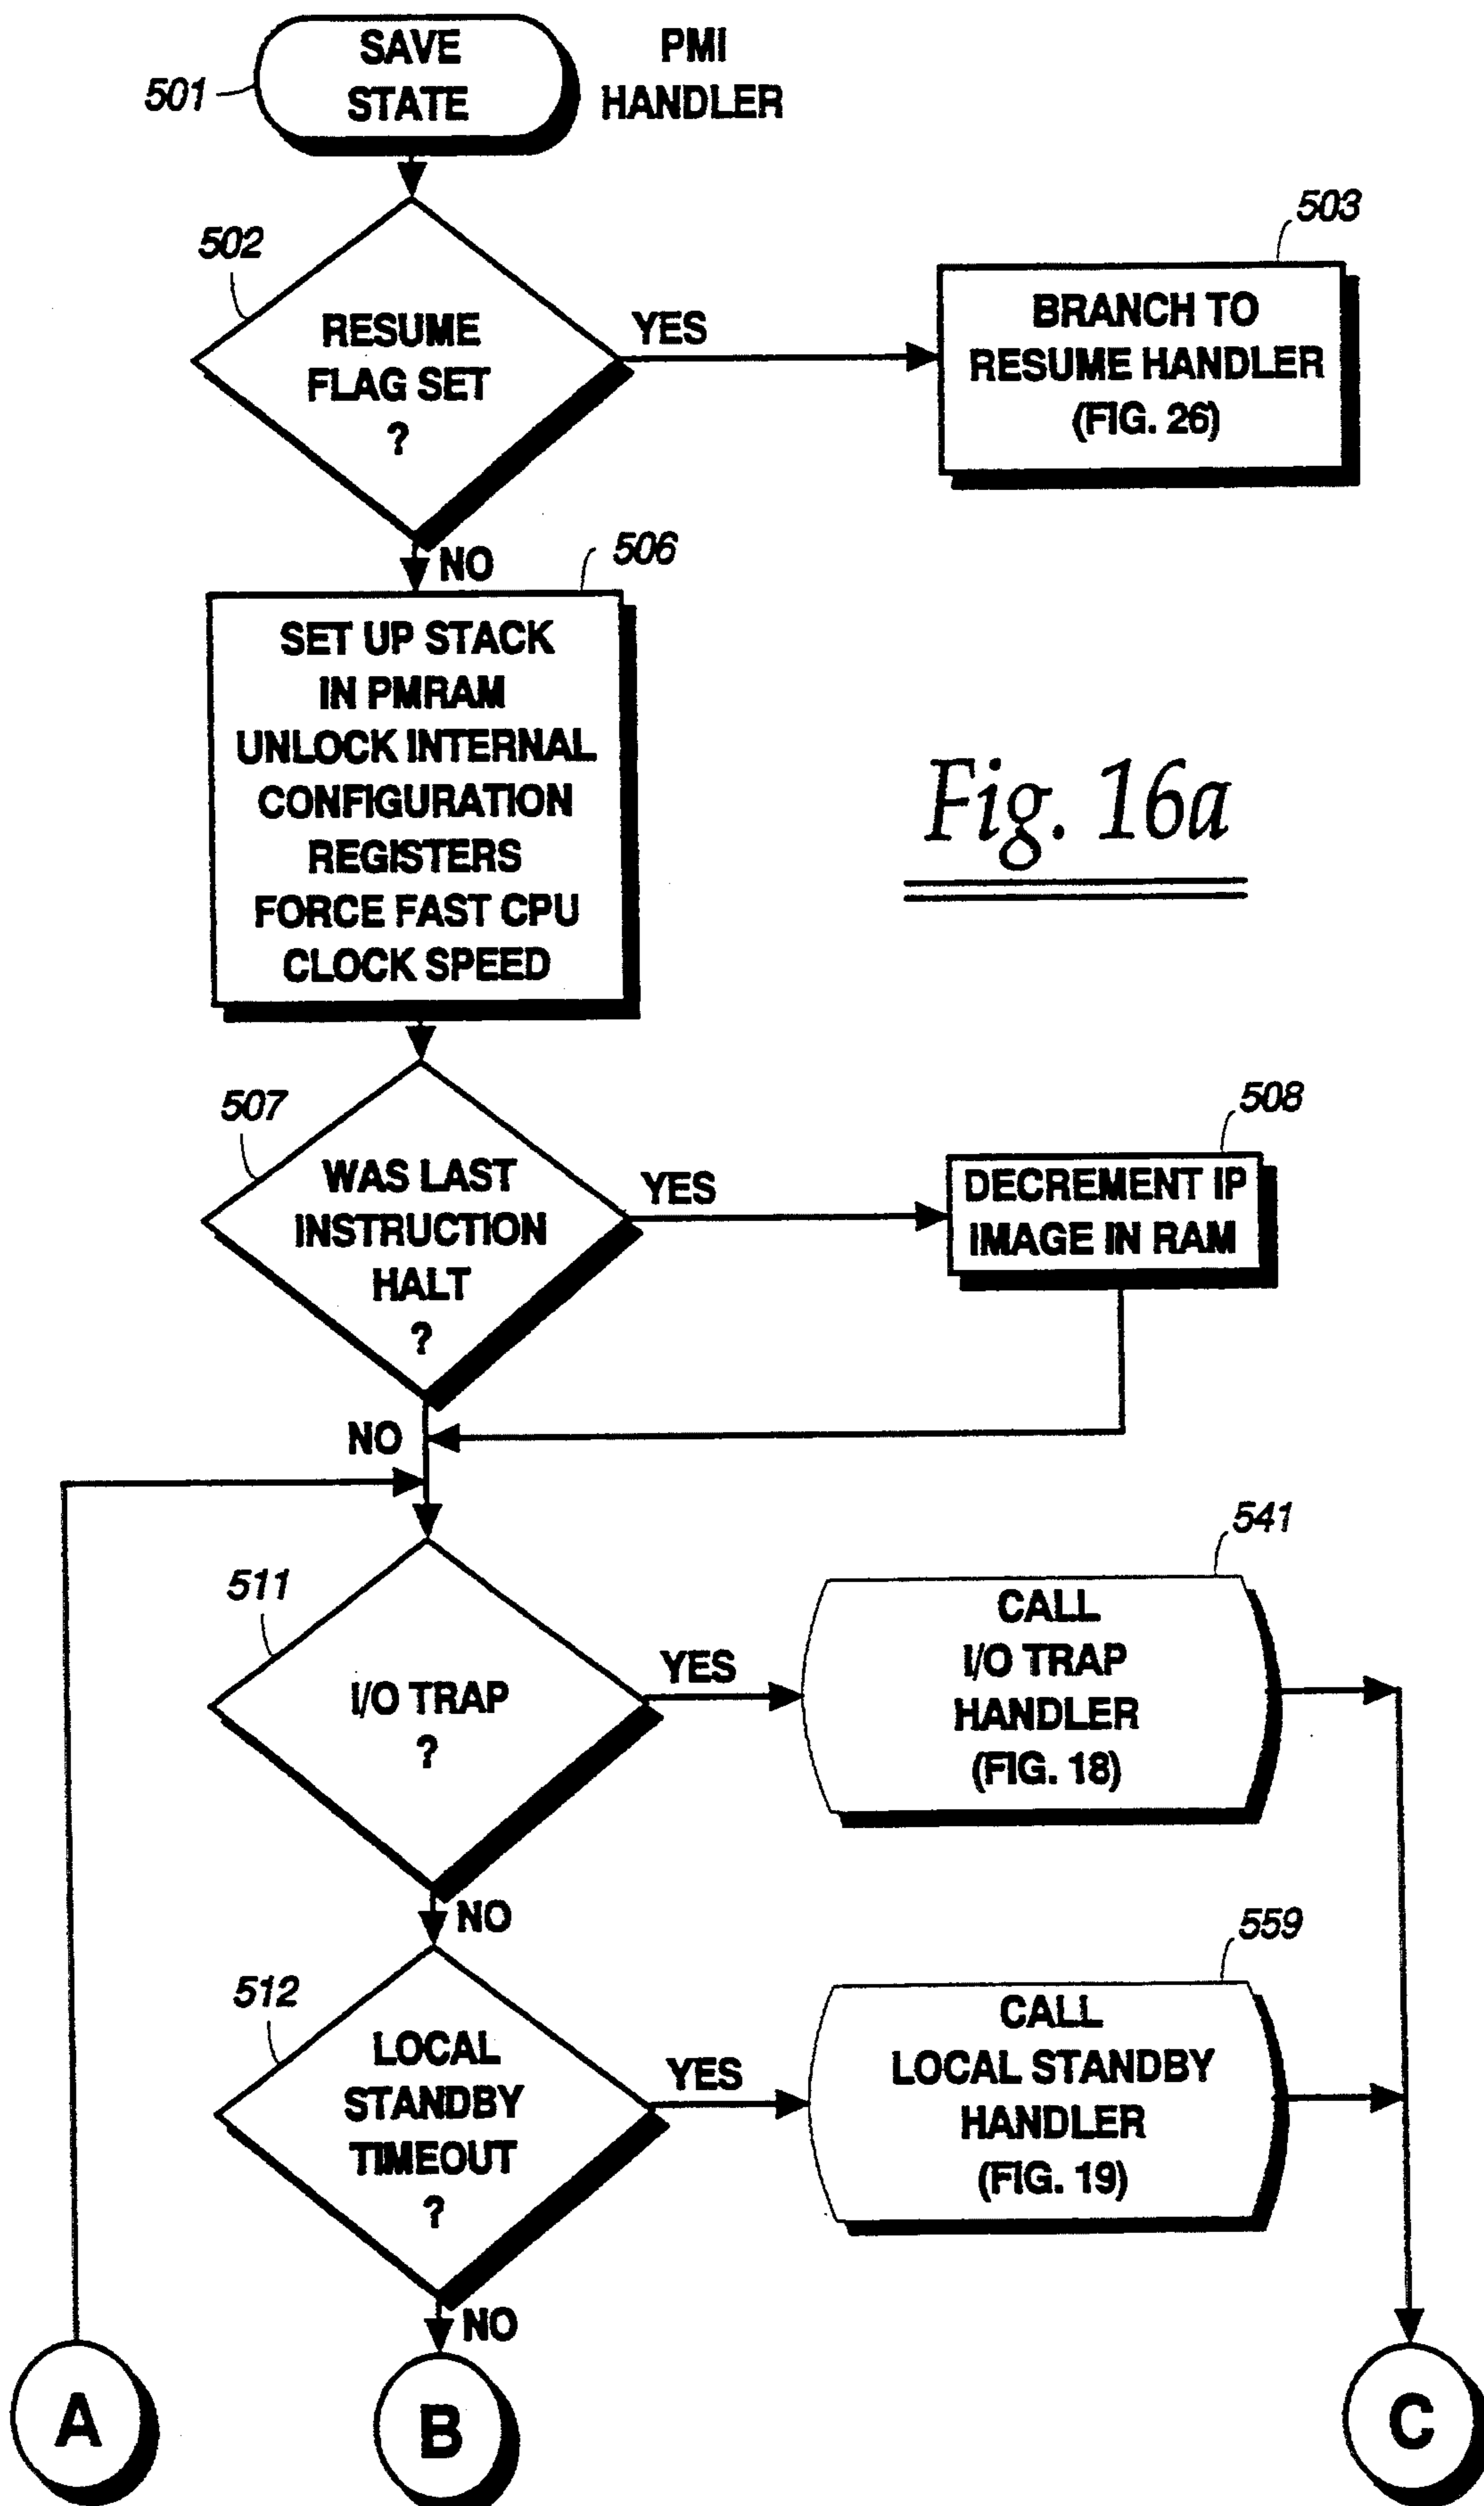 SAVE
STATE
PMI
HANDLER
501
502
RESUME
FLAG SET
?
YES
503
BRANCH TO
RESUME HANDLER
(FIG. 26)
NO
506
SET UP STACK
IN PMRAM
UNLOCK INTERNAL
CONFIGURATION
REGISTERS
FORCE FAST CPU
CLOCK SPEED
Fig. 16a
507
WAS LAST
INSTRUCTION
HALT
?
YES
508
DECREMENT IP
IMAGE IN RAM
NO
511
I/O TRAP
?
YES
541
CALL
I/O TRAP
HANDLER
(FIG. 18)
NO
512
LOCAL
STANDBY
TIMEOUT
?
YES
559
CALL
LOCAL STANDBY
HANDLER
(FIG. 19)
NO
A
B
C